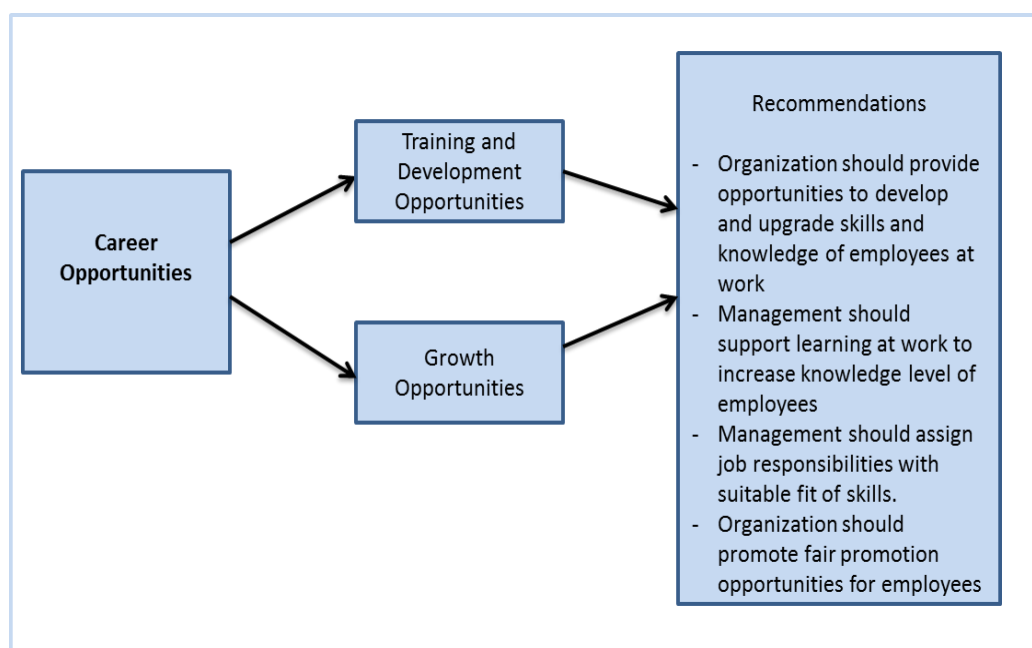 Career
Opportunities
Training and
Development
Opportunities
Growth
Opportunities
Recommendations
- Organization should provide
opportunities to develop
and upgrade skills and
knowledge of employees at
work
- Management should
support learning at work to
increase knowledge level of
employees
- Management should assign
job responsibilities with
suitable fit of skills.
- Organization should
promote fair promotion
opportunities for employees